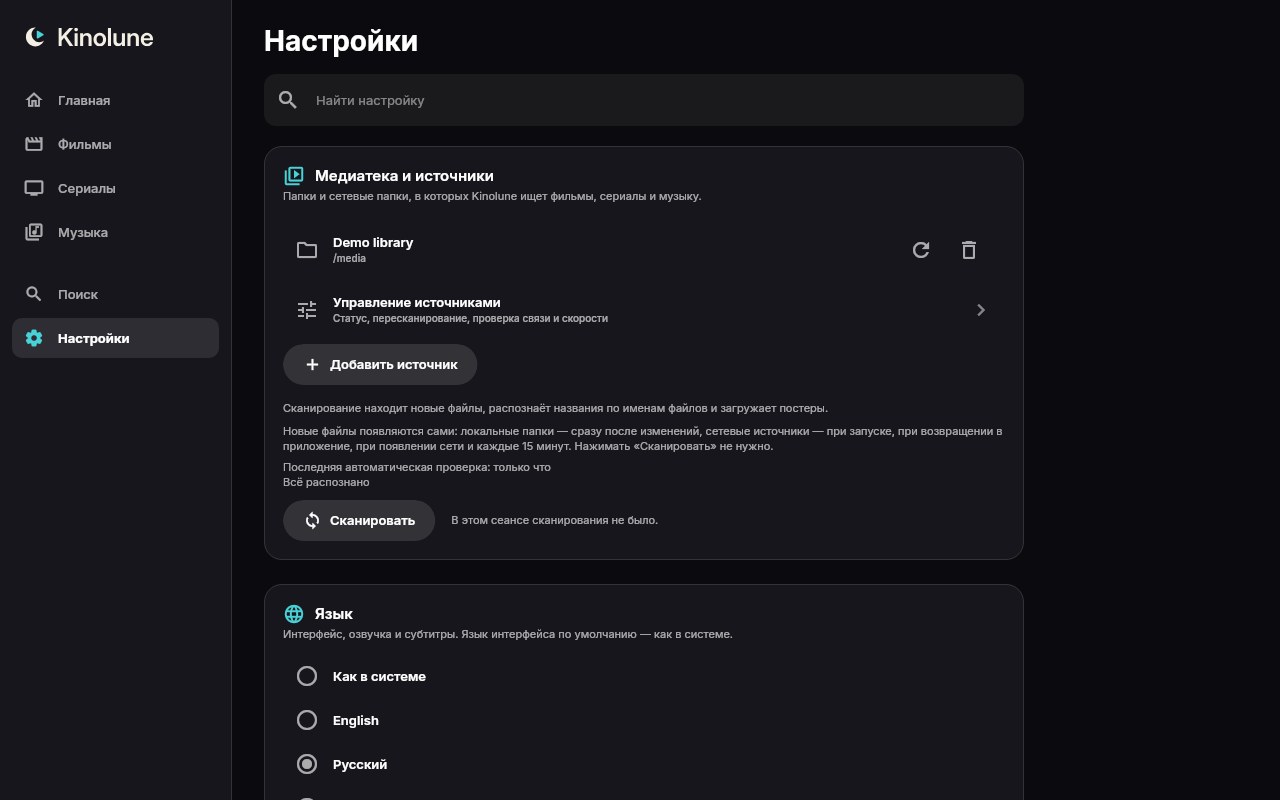 Kinolune
Главная
Фильмы
Сериалы
Музыка
Поиск
Настройки
Настройки
Найти настройку
Медиатека и источники
Папки и сетевые папки, в которых Kinolune ищет фильмы, сериалы и музыку.
Demo library
/media
Управление источниками
Статус, пересканирование, проверка связи и скорости
Добавить источник
Сканирование находит новые файлы, распознаёт названия по именам файлов и загружает постеры.
Новые файлы появляются сами: локальные папки — сразу после изменений, сетевые источники — при запуске, при возвращении в
приложение, при появлении сети и каждые 15 минут. Нажимать «Сканировать» не нужно.
Последняя автоматическая проверка: только что
Всё распознано
Сканировать
В этом сеансе сканирования не было.
Язык
Интерфейс, озвучка и субтитры. Язык интерфейса по умолчанию — как в системе.
Как в системе
English
Русский